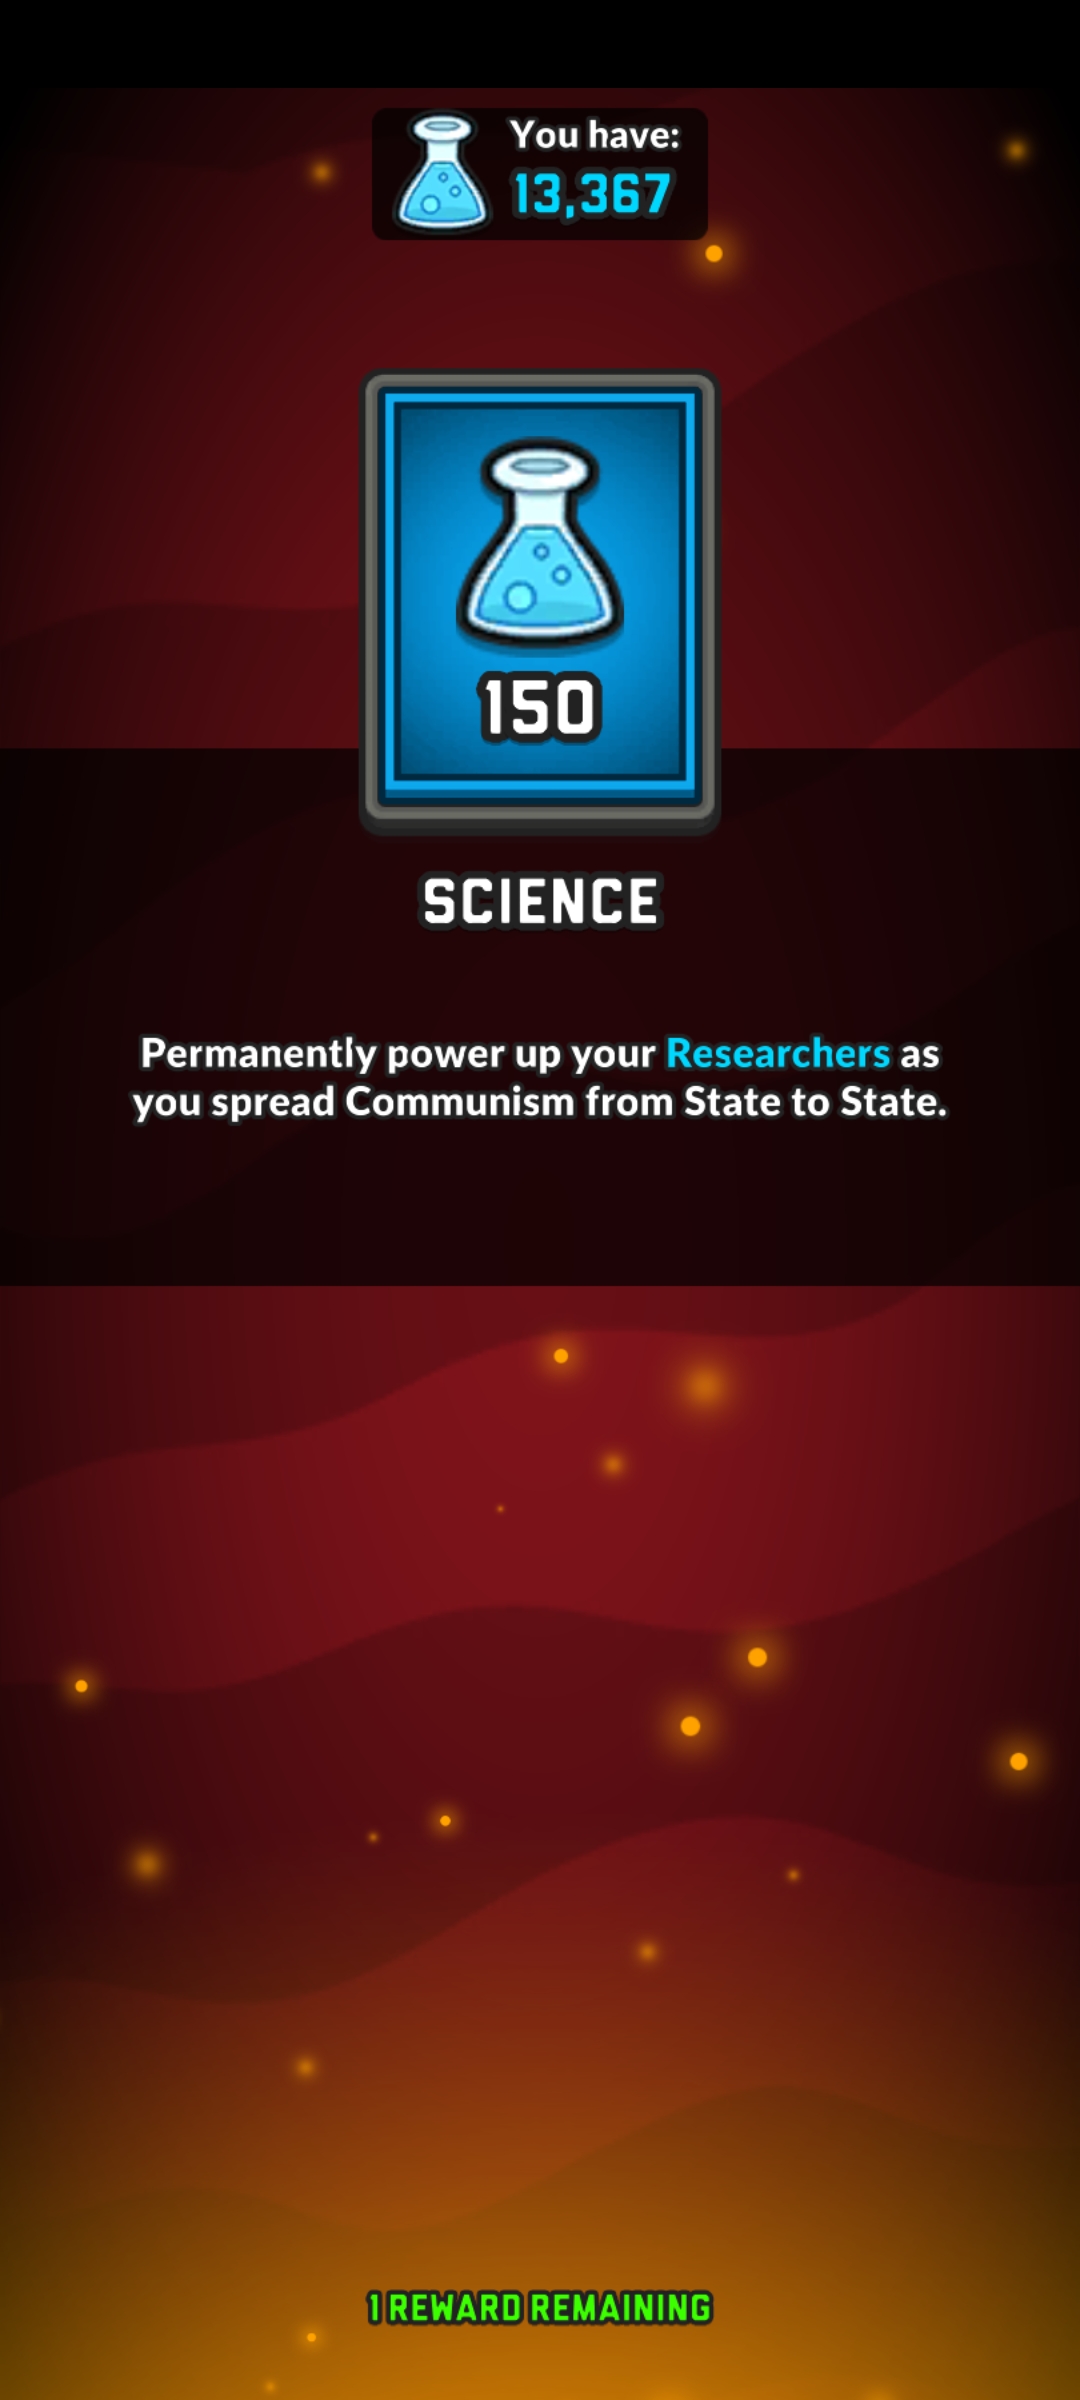 You have:
13,367
150
SCIENCE
Permanently power up your Researchers as
you spread Communism from State to State.
1 REWARD REMAINING